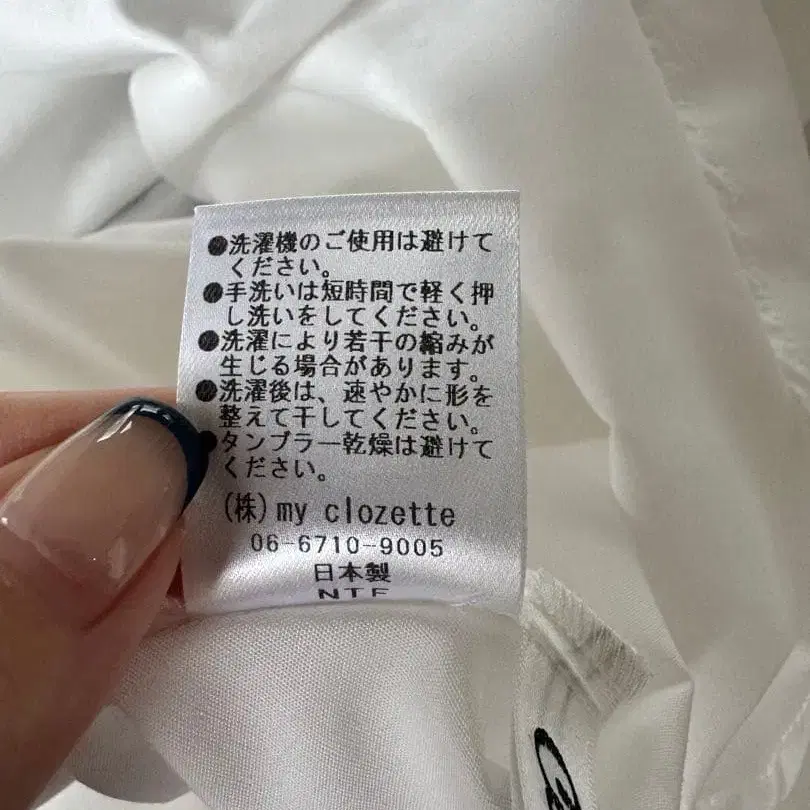 ●洗濯機のご使用は避けて
ください。
●手洗いは短時間で軽く押
し洗いをしてください。
●洗濯により若干の縮みが
生じる場合があります。
●洗濯後は、速やかに形を
整えて干してください。
●タンブラー乾燥は避けて
ください。
(株)my clozette
06-6710-9005
日本製
NTF